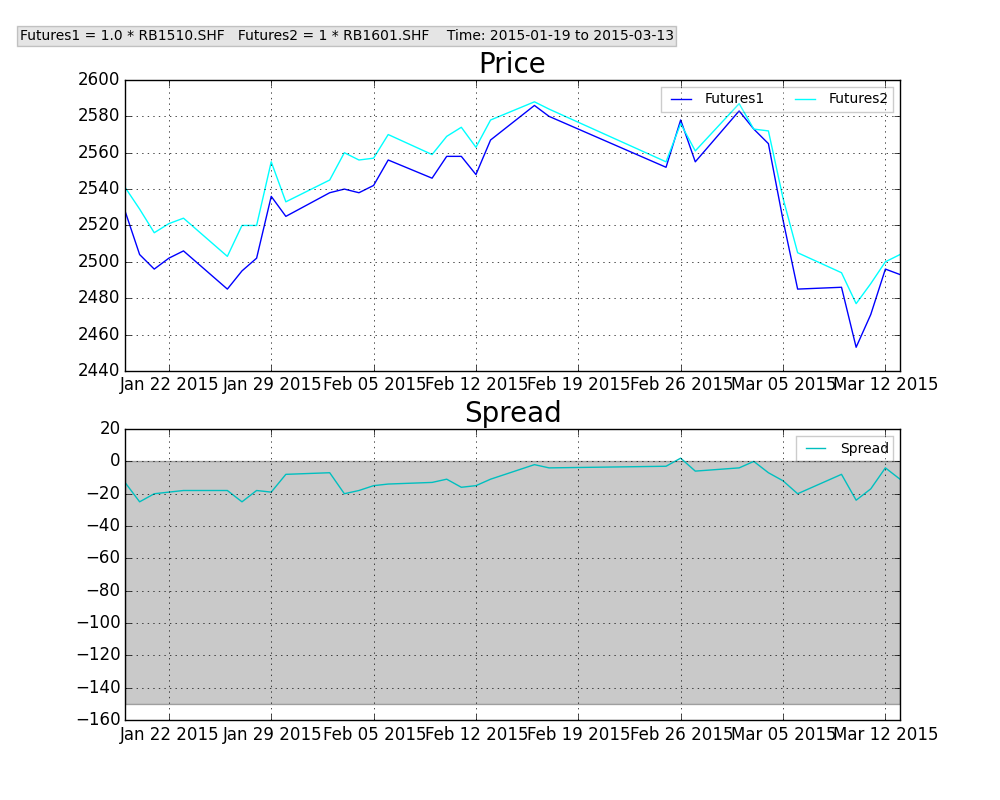 Futures1 = 1.0 * RB1510.SHF   Futures2 = 1 * RB1601.SHF    Time: 2015-01-19 to 2015-03-13
Price
2600
2580
2560
2540
2520
2500
2480
2460
2440
Futures1 Futures2
Jan 22 2015 Jan 29 2015 Feb 05 2015 Feb 12 2015 Feb 19 2015 Feb 26 2015 Mar 05 2015 Mar 12 2015
Spread
20
0
−20
−40
−60
−80
−100
−120
−140
−160
Spread
Jan 22 2015 Jan 29 2015 Feb 05 2015 Feb 12 2015 Feb 19 2015 Feb 26 2015 Mar 05 2015 Mar 12 2015